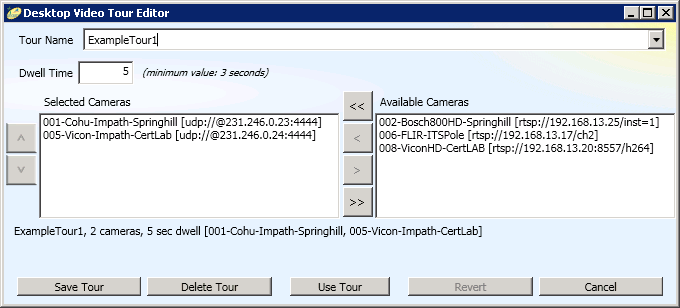 Desktop Video Tour Editor
Tour Name ExampleTour1
Dwell Time 5 (minimum value: 3 seconds)
Selected Cameras << Available Cameras
001-Cohu-Impath-Springhill [udp://@231.246.0.23:4444] 002-Bosch800HD-Springhill [rtsp://192.168.13.25/inst=1]
005-Vicon-Impath-CertLab [udp://@231.246.0.24:4444] 006-FLIR-ITSPole [rtsp://192.168.13.17/ch2]
008-ViconHD-CertLAB [rtsp://192.168.13.20:8557/h264]
<
>
>>
ExampleTour1, 2 cameras, 5 sec dwell [001-Cohu-Impath-Springhill, 005-Vicon-Impath-CertLab]
Save Tour Delete Tour Use Tour Revert Cancel